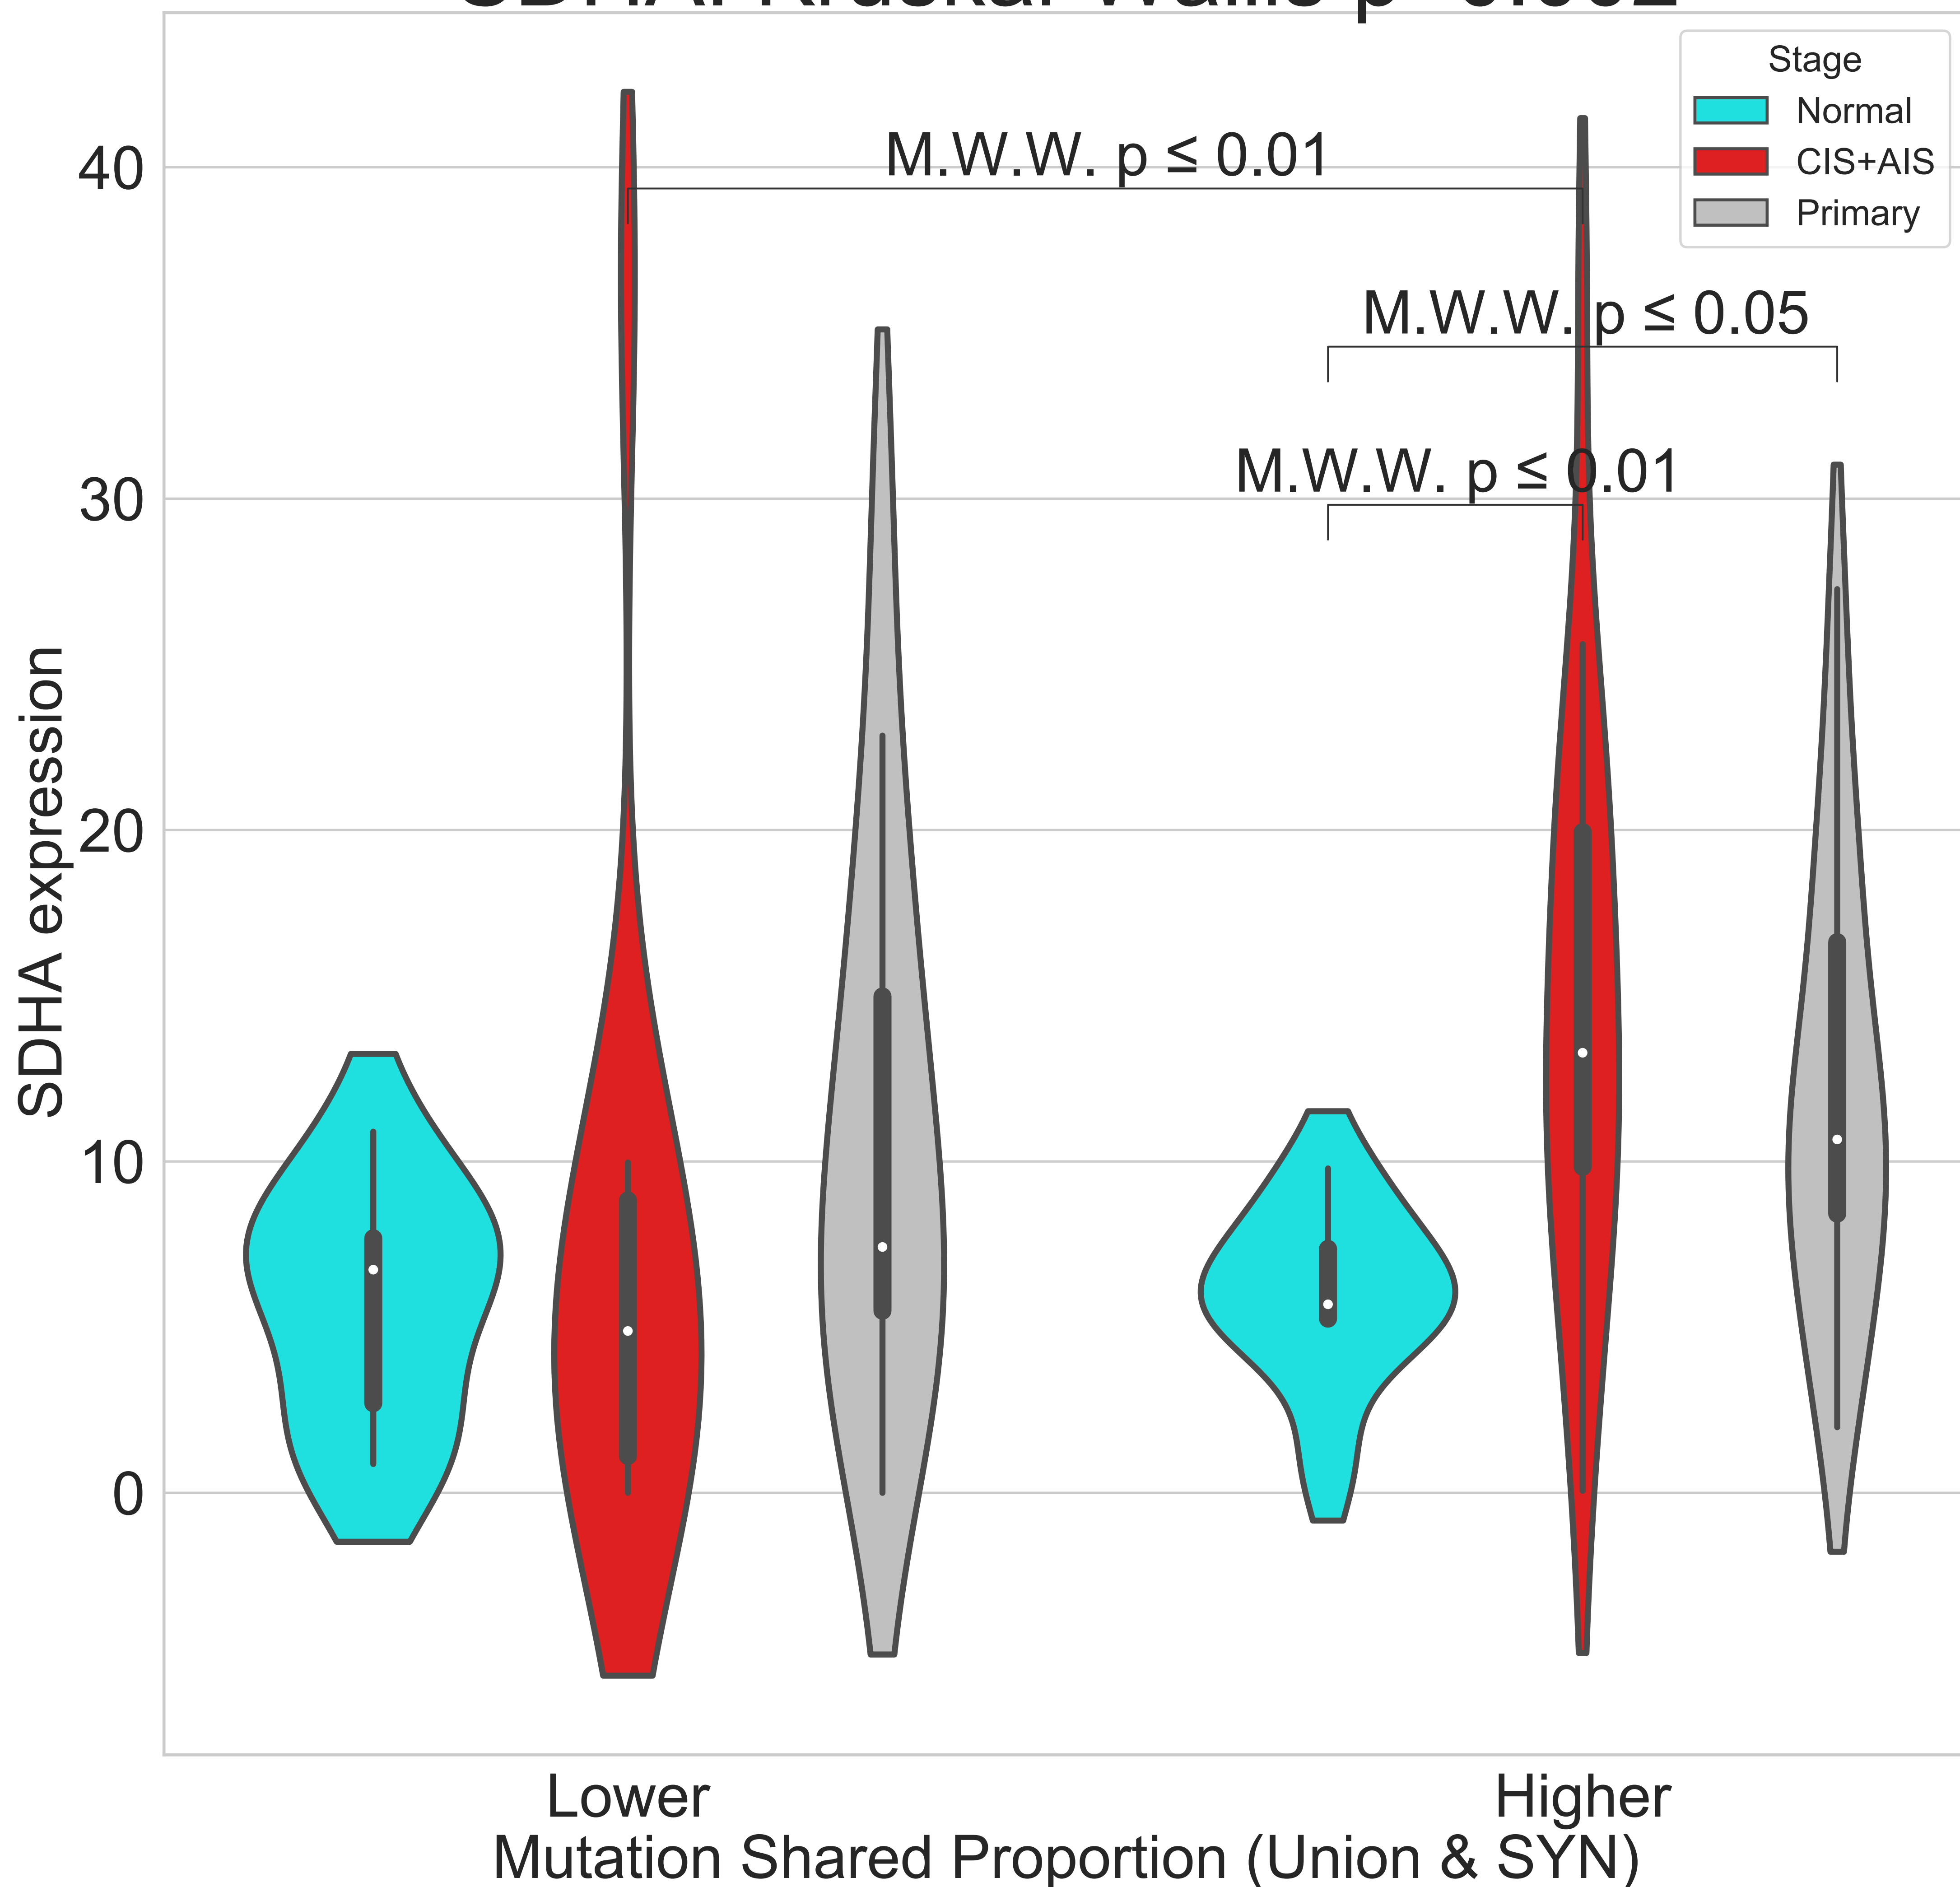 Stage
Normal
CIS+AIS
Primary
M.W.W. p ≤ 0.01
M.W.W. p ≤ 0.05
M.W.W. p ≤ 0.01
40
30
20
10
0
SDHA expression
Lower
Higher
Mutation Shared Proportion (Union & SYN)